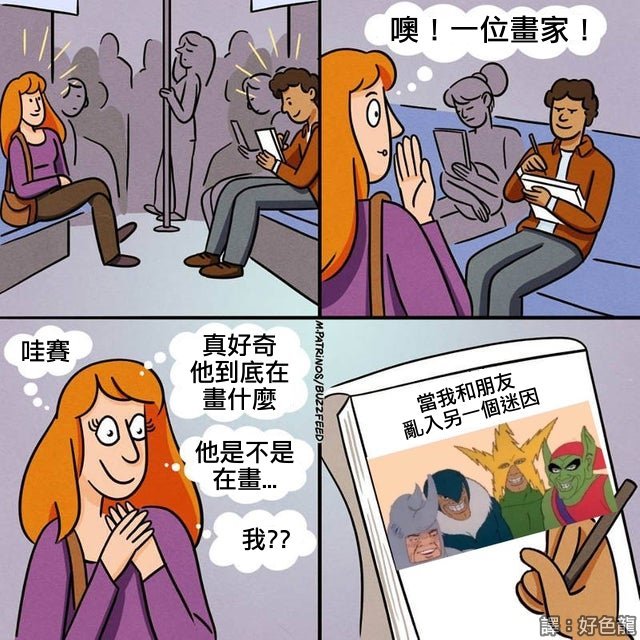 噢！一位畫家！
哇賽
真好奇
他到底在
畫什麼
他是不是
在畫...
我??
M•PATRINOS/BUZZFEED
當我和朋友
亂入另一個迷因
譯：好色龍